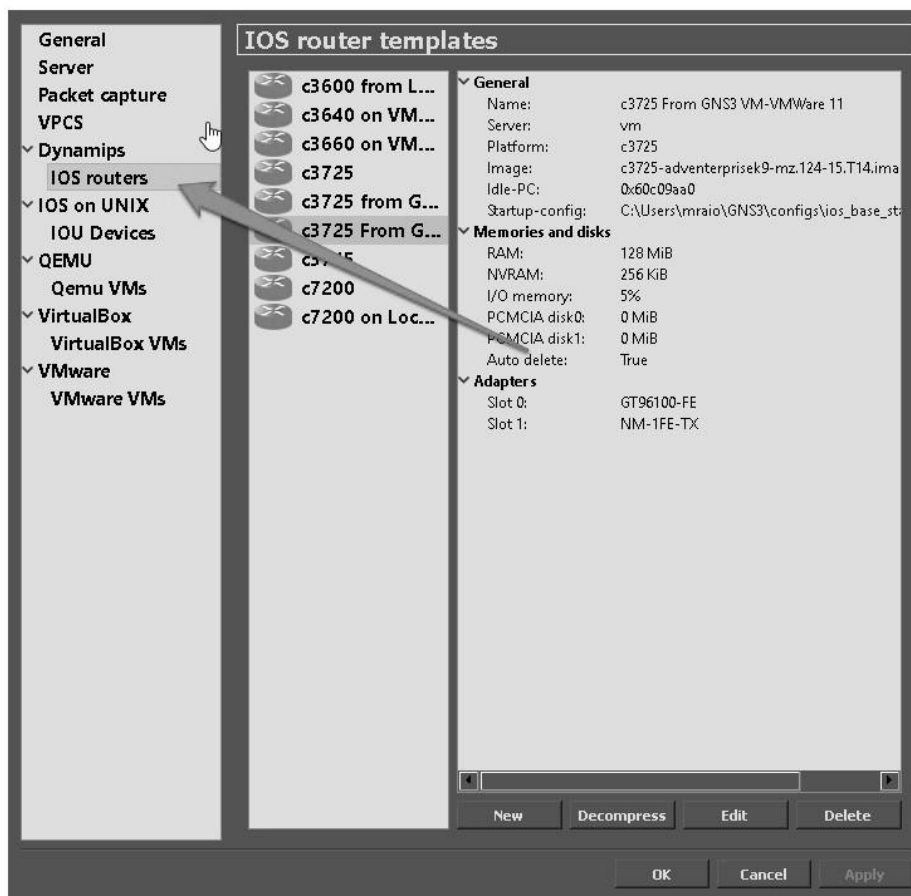 General
Server
Packet capture
VPCS
Dynamips
IOS routers
IOS on UNIX
IOU Devices
QEMU
Qemu VMs
VirtualBox
VirtualBox VMs
VMware
VMware VMs
IOS router templates
c3600 from L...
c3640 on VM...
c3660 on VM...
c3725
c3725 from G...
c3725 From G...
c7200
c7200 on Loc...
General
Name: c3725 From GNS3 VM-VMWare 11
Server: vm
Platform: c3725
Image: c3725-adventerprisek9-mz.124-15.T14.ima
Idle-PC: 0x60c09aa0
Startup-config: C:\Users\mraio\GNS3\configs\ios_base_st
Memories and disks
RAM: 128 MiB
NVRAM: 256 KiB
I/O memory: 5%
PCMCIA disk0: 0 MiB
PCMCIA disk1: 0 MiB
Auto delete: True
Adapters
Slot 0: GT96100-FE
Slot 1: NM-1FE-TX
New Decompress Edit Delete
OK Cancel Apply